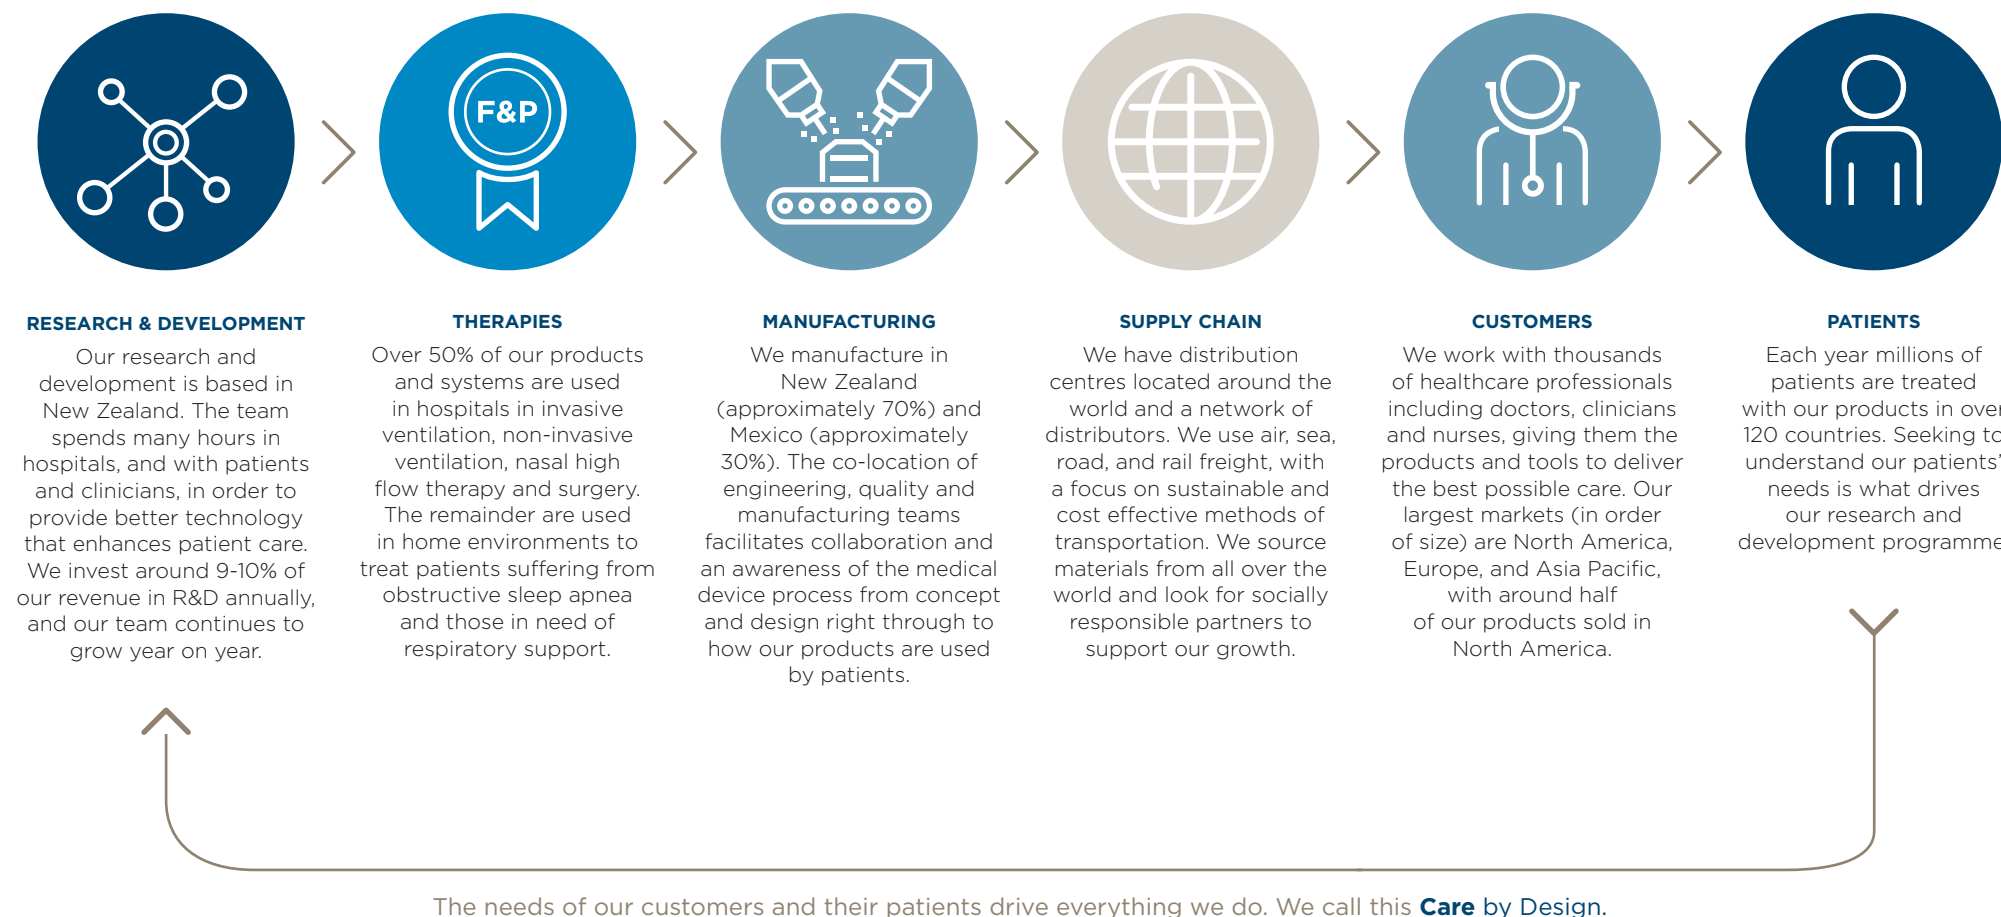 F&P
RESEARCH & DEVELOPMENT
Our research and
development is based in
New Zealand. The team
spends many hours in
hospitals, and with patients
and clinicians, in order to
provide better technology
that enhances patient care.
We invest around 9-10% of
our revenue in R&D annually,
and our team continues to
grow year on year.
THERAPIES
Over 50% of our products
and systems are used
in hospitals in invasive
ventilation, non-invasive
ventilation, nasal high
flow therapy and surgery.
The remainder are used
in home environments to
treat patients suffering from
obstructive sleep apnea
and those in need of
respiratory support.
MANUFACTURING
We manufacture in
New Zealand
(approximately 70%) and
Mexico (approximately
30%). The co-location of
engineering, quality and
manufacturing teams
facilitates collaboration and
an awareness of the medical
device process from concept
and design right through to
how our products are used
by patients.
SUPPLY CHAIN
We have distribution
centres located around the
world and a network of
distributors. We use air, sea,
road, and rail freight, with
a focus on sustainable and
cost effective methods of
transportation. We source
materials from all over the
world and look for socially
responsible partners to
support our growth.
CUSTOMERS
We work with thousands
of healthcare professionals
including doctors, clinicians
and nurses, giving them the
products and tools to deliver
the best possible care. Our
largest markets (in order
of size) are North America,
Europe, and Asia Pacific,
with around half
of our products sold in
North America.
PATIENTS
Each year millions of
patients are treated
with our products in over
120 countries. Seeking to
understand our patients'
needs is what drives
our research and
development programme
The needs of our customers and their patients drive everything we do. We call this Care by Design.